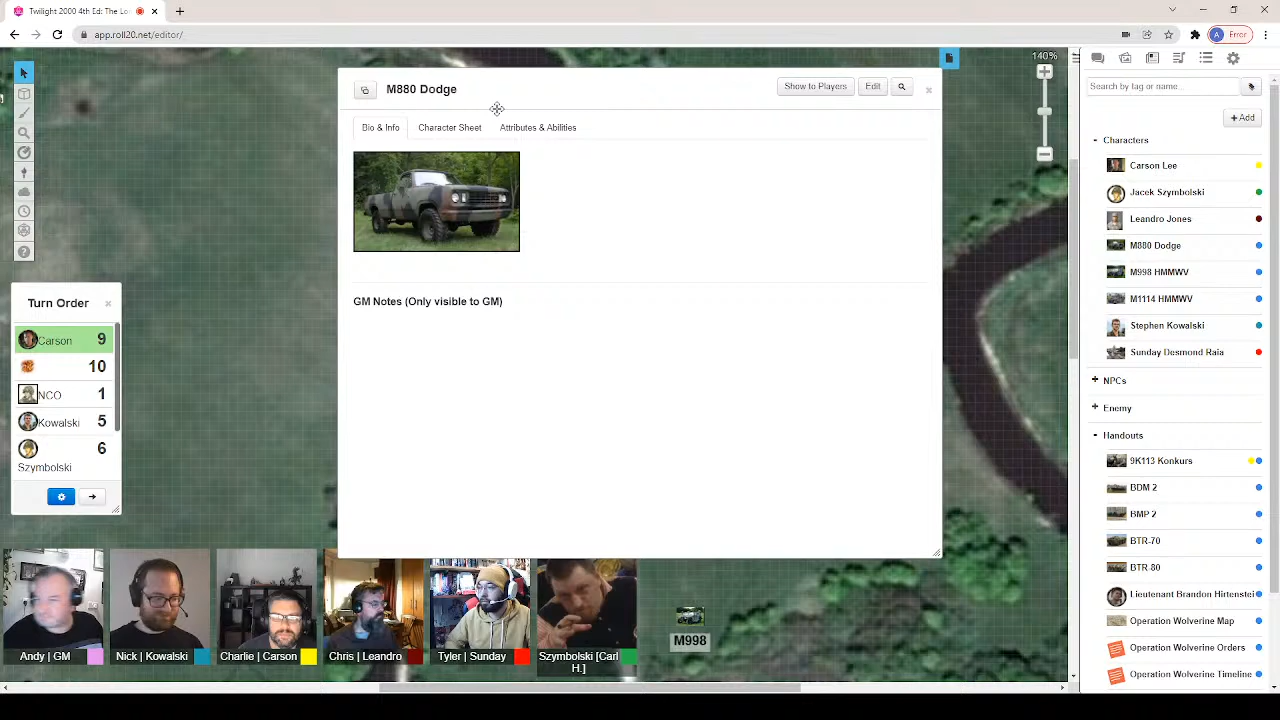 Twilight 2000 4th Ed: The Lo
app.roll20.net/editor/
A
Error
140%
M880 Dodge
Show to Players
Edit
Bio & Info
Character Sheet
Attributes & Abilities
GM Notes (Only visible to GM)
Turn Order
Carson 9
10
NCO 1
Kowalski 5
6
Szymbolski
Search by tag or name...
+ Add
- Characters
Carson Lee
Jacek Szymbolski
Leandro Jones
M880 Dodge
M998 HMMWV
M1114 HMMWV
Stephen Kowalski
Sunday Desmond Raia
+ NPCs
+ Enemy
- Handouts
9K113 Konkurs
BDM 2
BMP 2
BTR-70
BTR-80
Lieutenant Brandon Hirtenstei
Operation Wolverine Map
Operation Wolverine Orders
Operation Wolverine Timeline
Andy | GM
Nick | Kowalski
Charlie | Carson
Chris | Leandro
Tyler | Sunday
Szymbolski [Carl
H.]
M998